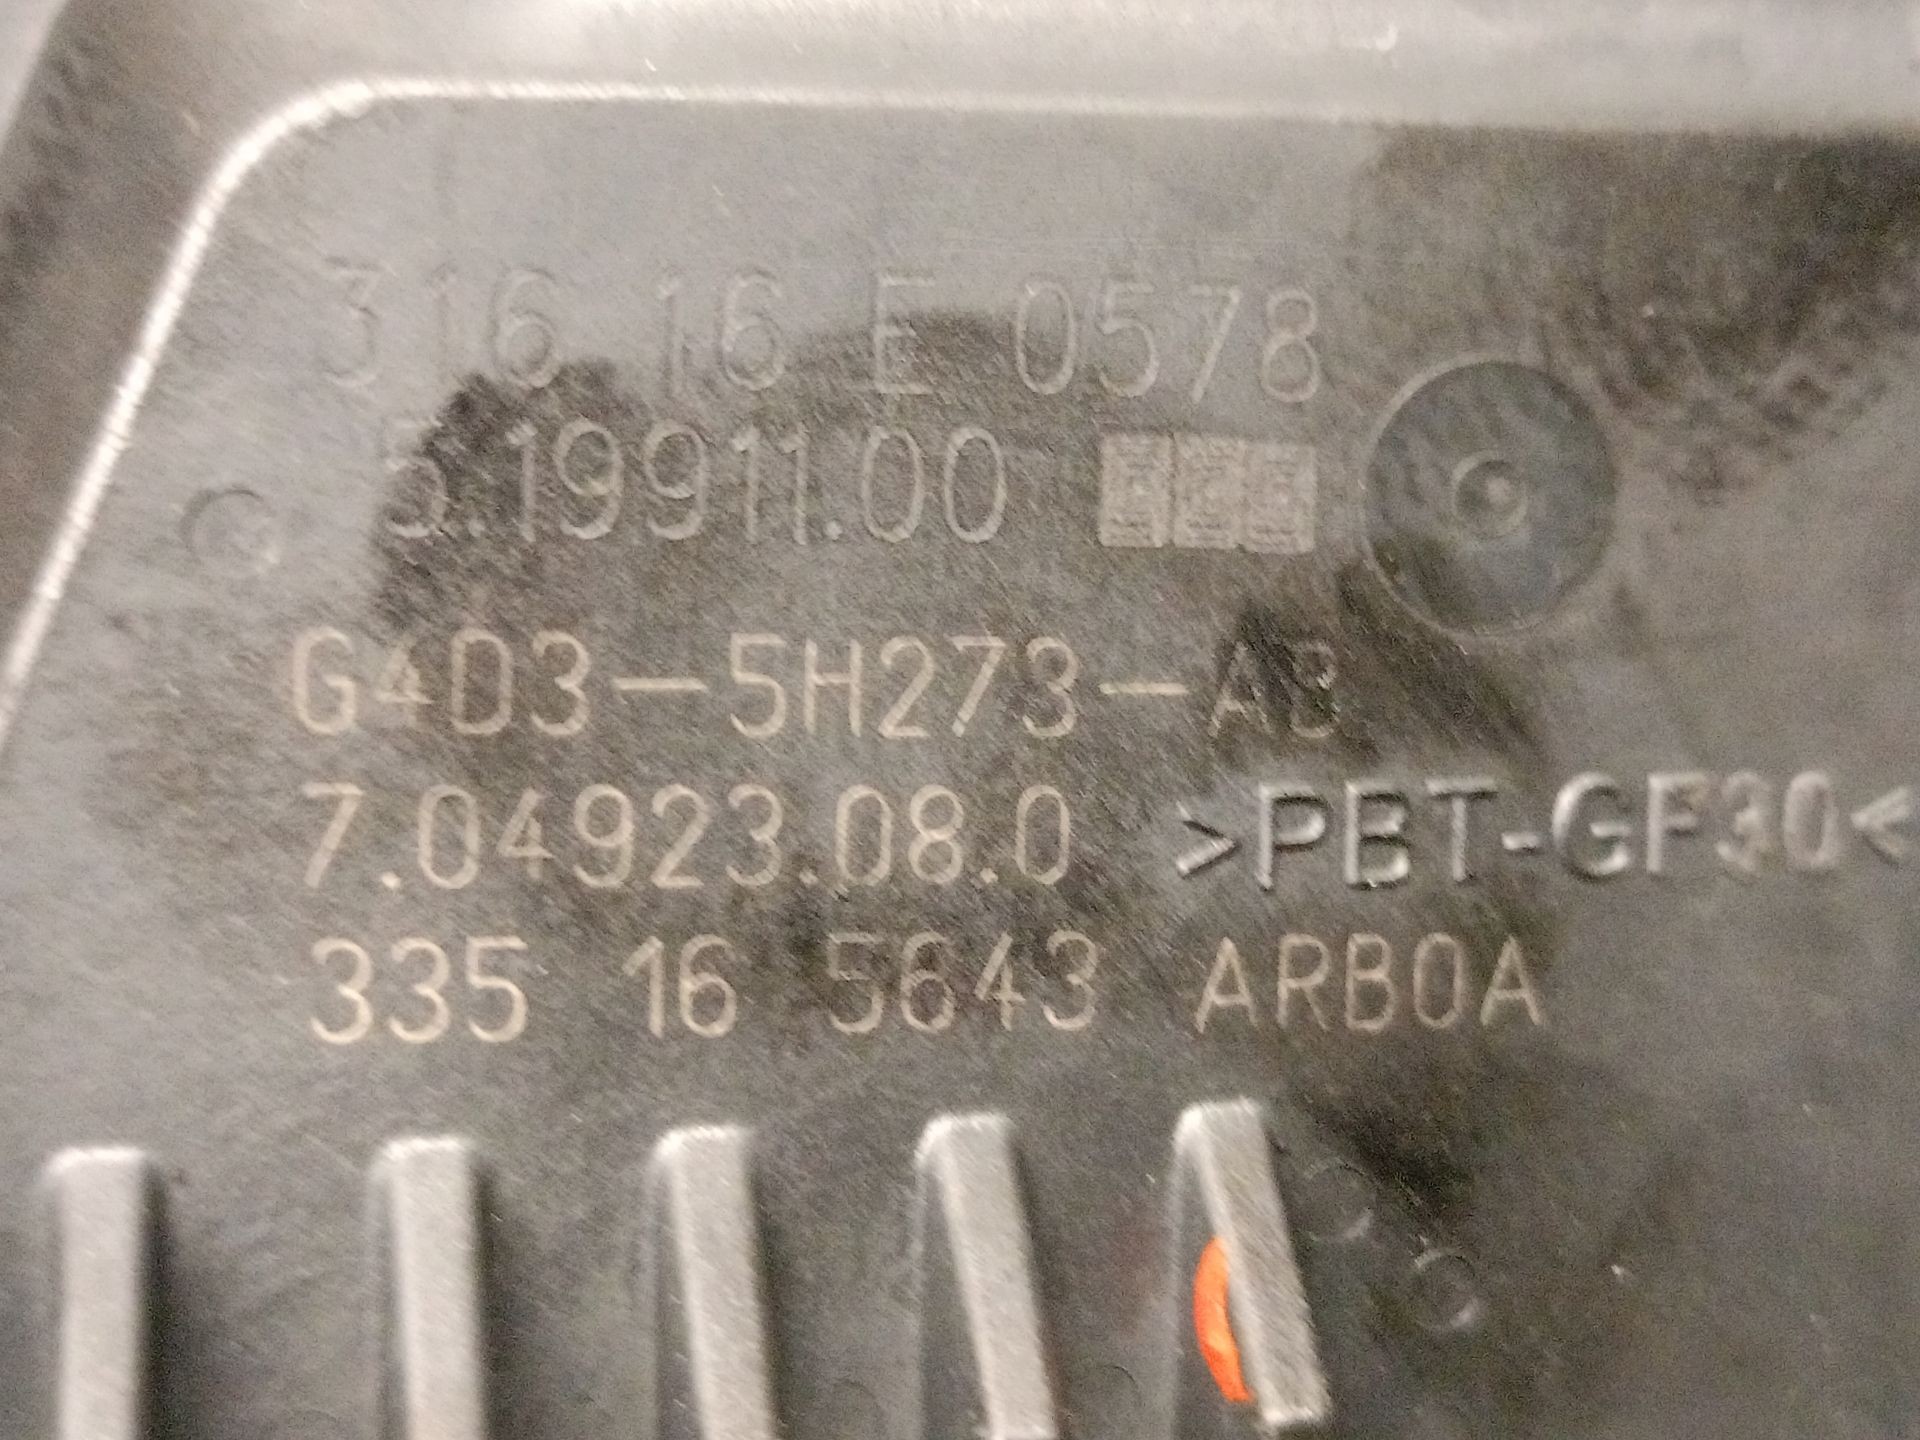 316 16 E 0578
5.19911.00
G4D3-5H273-AB
7.04923.08.0 >PBT-GF30<
335 16 5643 ARB0A